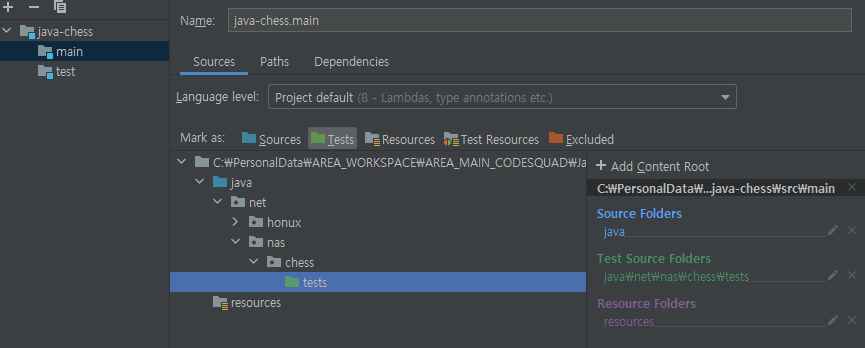 java-chess
main
test
Name: java-chess.main
Sources Paths Dependencies
Language level: Project default (8 - Lambdas, type annotations etc.)
Mark as: Sources Tests Resources Test Resources Excluded
C:₩PersonalData₩AREA_WORKSPACE₩AREA_MAIN_CODESQUAD₩Ja
java
net
honux
nas
chess
tests
resources
+ Add Content Root
C:₩PersonalData₩...java-chess₩src₩main
Source Folders
java
Test Source Folders
java₩net₩nas₩chess₩tests
Resource Folders
resources